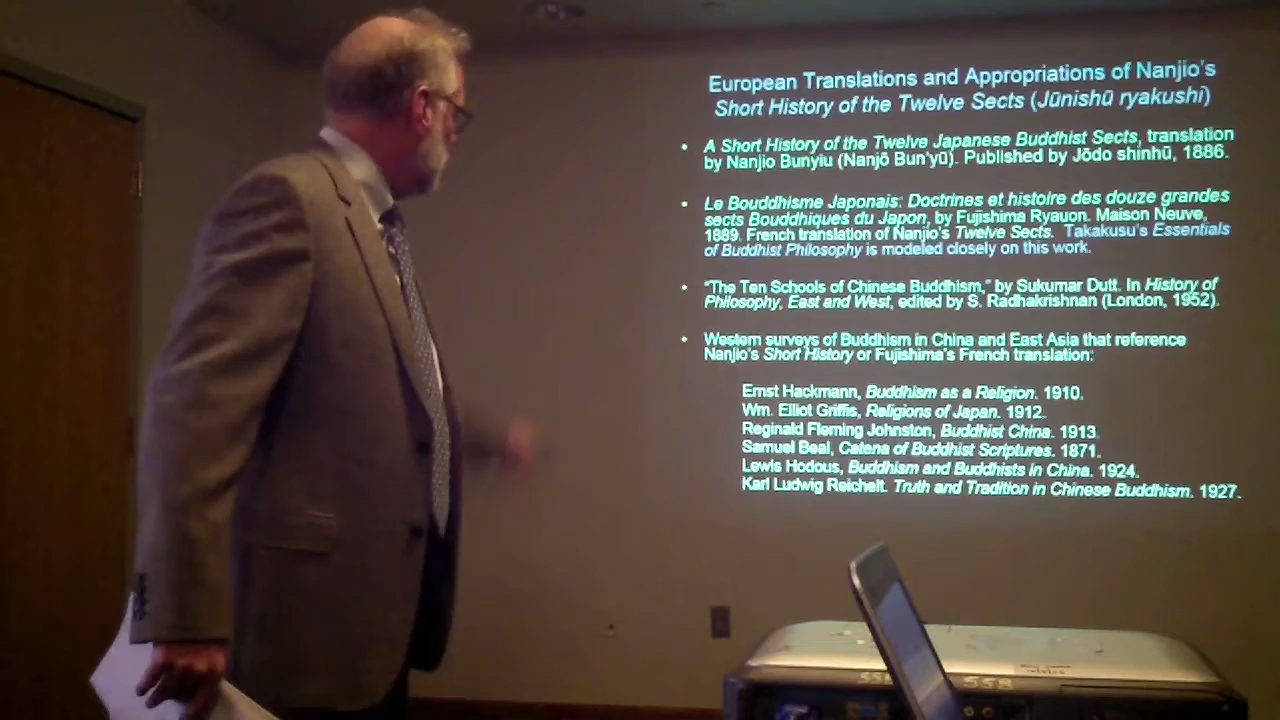 European Translations and Appropriations of Nanjio's
Short History of the Twelve Sects (Jūnishū ryakushi)
• A Short History of the Twelve Japanese Buddhist Sects, translation
by Nanjio Bunyiu (Nanjō Bun'yū). Published by Jōdo shinhū, 1886.
• Le Bouddhisme Japonais: Doctrines et histoire des douze grandes
sects Bouddhiques du Japon, by Fujishima Ryauon. Maison Neuve,
1889. French translation of Nanjio's Twelve Sects. Takakusu's Essentials
of Buddhist Philosophy is modeled closely on this work.
• "The Ten Schools of Chinese Buddhism," by Sukumar Dutt. In History of
Philosophy, East and West, edited by S. Radhakrishnan (London, 1952).
• Western surveys of Buddhism in China and East Asia that reference
Nanjio's Short History or Fujishima's French translation:
Ernst Hackmann, Buddhism as a Religion. 1910.
Wm. Elliot Griffis, Religions of Japan. 1912.
Reginald Fleming Johnston, Buddhist China. 1913.
Samuel Beal, Catena of Buddhist Scriptures. 1871.
Lewis Hodous, Buddhism and Buddhists in China. 1924.
Karl Ludwig Reichelt. Truth and Tradition in Chinese Buddhism. 1927.
558